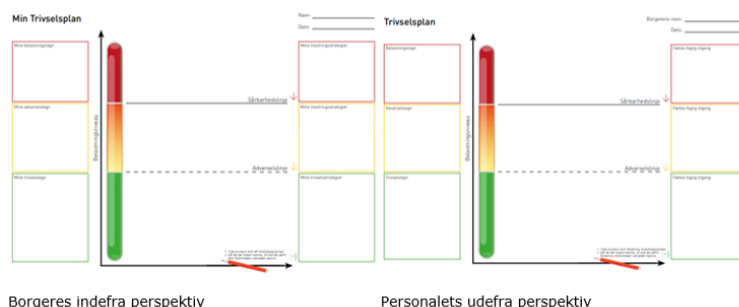 Min Trivselsplan
Navn:
Dato:
Mine belastningstegn
Mine mestringsstrategier
Sårbarhedslinje
Mine advarselstegn
Mine mestringsstrategier
Belastningsniveau
Advarselslinje
Mine trivselstegn
Mine trivselsstrategier
Borgeres indefra perspektiv
Trivselsplan
Borgerens navn:
Dato:
Belastningstegn
Fælles faglig tilgang
Sårbarhedslinje
Advarselstegn
Fælles faglig tilgang
Belastningsniveau
Advarselslinje
Trivselstegn
Fælles faglig tilgang
Personalets udefra perspektiv